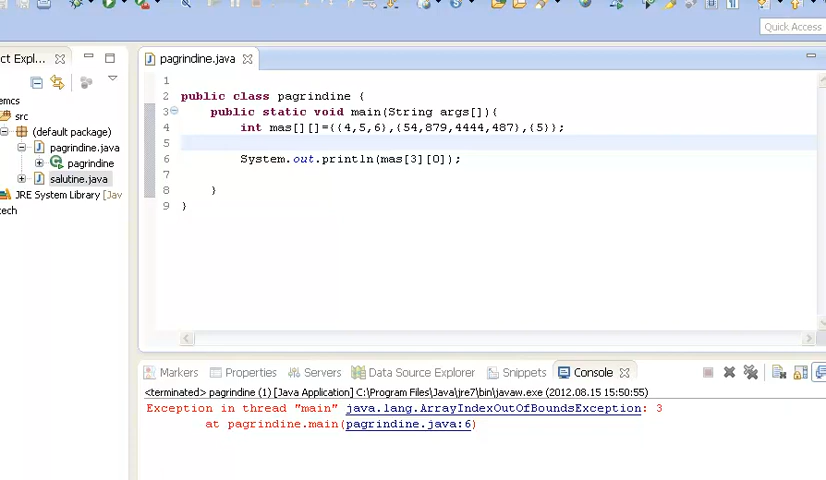 Quick Access
ect Expl...
pagrindine.java
emcs
src
(default package)
pagrindine.java
pagrindine
salutine.java
JRE System Library [Jav
tech
1
2 public class pagrindine {
3 public static void main(String args[]){
4 int mas[][]={{4,5,6},{54,879,4444,487},{5}};
5
6 System.out.println(mas[3][0]);
7
8 }
9 }
Markers Properties Servers Data Source Explorer Snippets Console
<terminated> pagrindine (1) [Java Application] C:\Program Files\Java\jre7\bin\javaw.exe (2012.08.15 15:50:55)
Exception in thread "main" java.lang.ArrayIndexOutOfBoundsException: 3
at pagrindine.main(pagrindine.java:6)